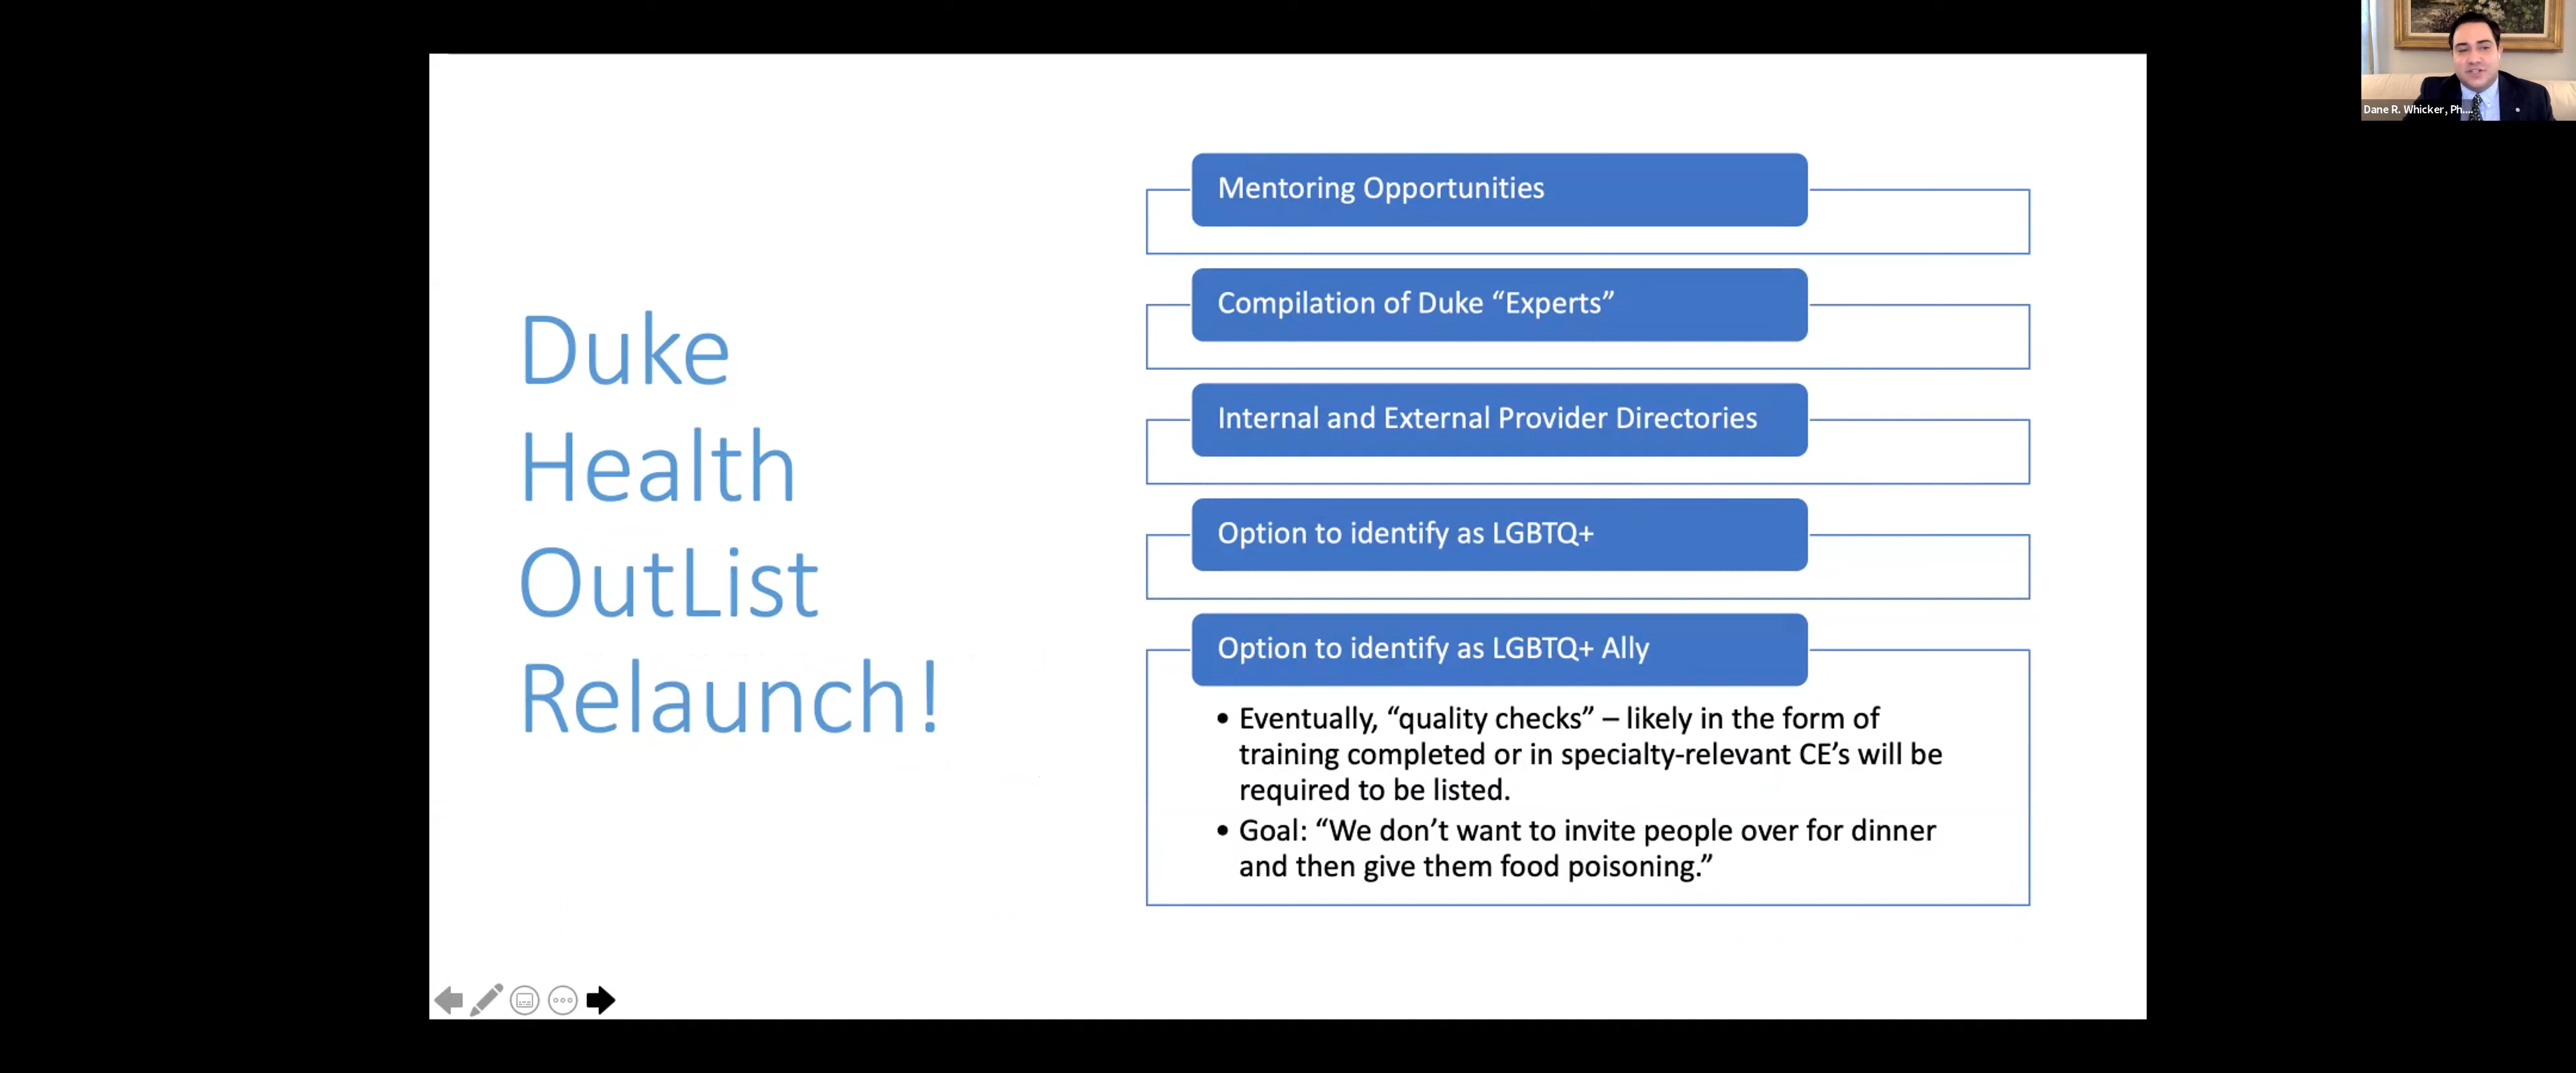 Duke
Health
OutList
Relaunch!
Mentoring Opportunities
Compilation of Duke “Experts”
Internal and External Provider Directories
Option to identify as LGBTQ+
Option to identify as LGBTQ+ Ally
• Eventually, “quality checks” – likely in the form of
training completed or in specialty-relevant CE’s will be
required to be listed.
• Goal: “We don’t want to invite people over for dinner
and then give them food poisoning.”
Dane R. Whicker, Ph...